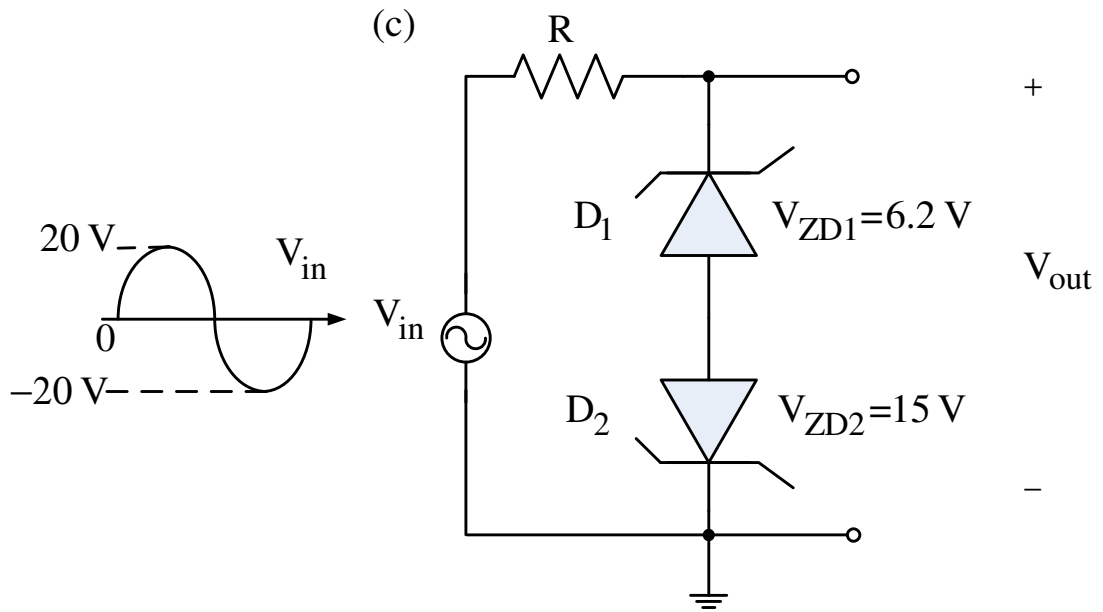 (c)
R
+
D1
VZD1=6.2 V
20 V
Vin
Vout
0
Vin
−20 V
D2
VZD2=15 V
−